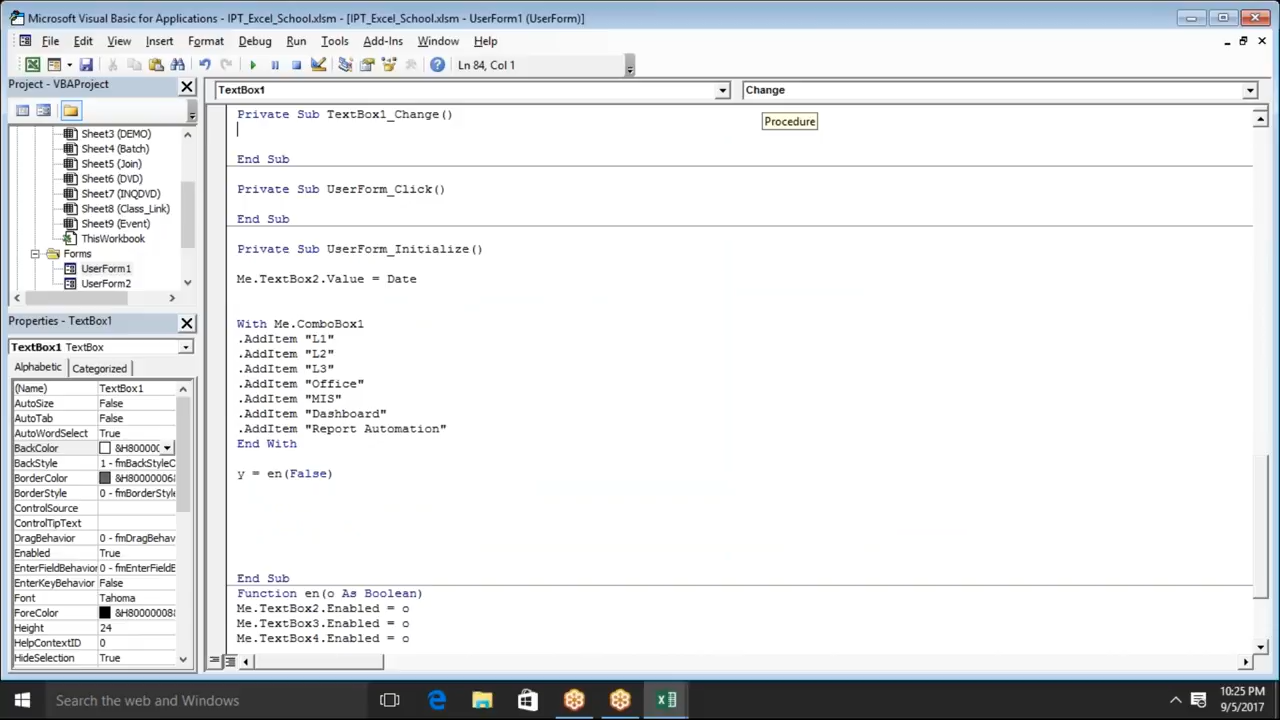 Microsoft Visual Basic for Applications - IPT_Excel_School.xlsm - [IPT_Excel_School.xlsm - UserForm1 (UserForm)]
File Edit View Insert Format Debug Run Tools Add-Ins Window Help
Ln 84, Col 1
Project - VBAProject
TextBox1
Change
Procedure
Sheet3 (DEMO)
Sheet4 (Batch)
Sheet5 (Join)
Sheet6 (DVD)
Sheet7 (INQDVD)
Sheet8 (Class_Link)
Sheet9 (Event)
ThisWorkbook
Forms
UserForm1
UserForm2
Properties - TextBox1
TextBox1 TextBox
Alphabetic Categorized
(Name) TextBox1
AutoSize False
AutoTab False
AutoWordSelect True
BackColor &H80000
BackStyle 1 - fmBackStyleO
BorderColor &H80000006
BorderStyle 0 - fmBorderStyle
ControlSource
ControlTipText
DragBehavior 0 - fmDragBehav
Enabled True
EnterFieldBehavior 0 - fmEnterFieldB
EnterKeyBehavior False
Font Tahoma
ForeColor &H80000008
Height 24
HelpContextID 0
HideSelection True
Private Sub TextBox1_Change()
End Sub
Private Sub UserForm_Click()
End Sub
Private Sub UserForm_Initialize()
Me.TextBox2.Value = Date
With Me.ComboBox1
.AddItem "L1"
.AddItem "L2"
.AddItem "L3"
.AddItem "Office"
.AddItem "MIS"
.AddItem "Dashboard"
.AddItem "Report Automation"
End With
y = en(False)
End Sub
Function en(o As Boolean)
Me.TextBox2.Enabled = o
Me.TextBox3.Enabled = o
Me.TextBox4.Enabled = o
Search the web and Windows
10:25 PM
9/5/2017